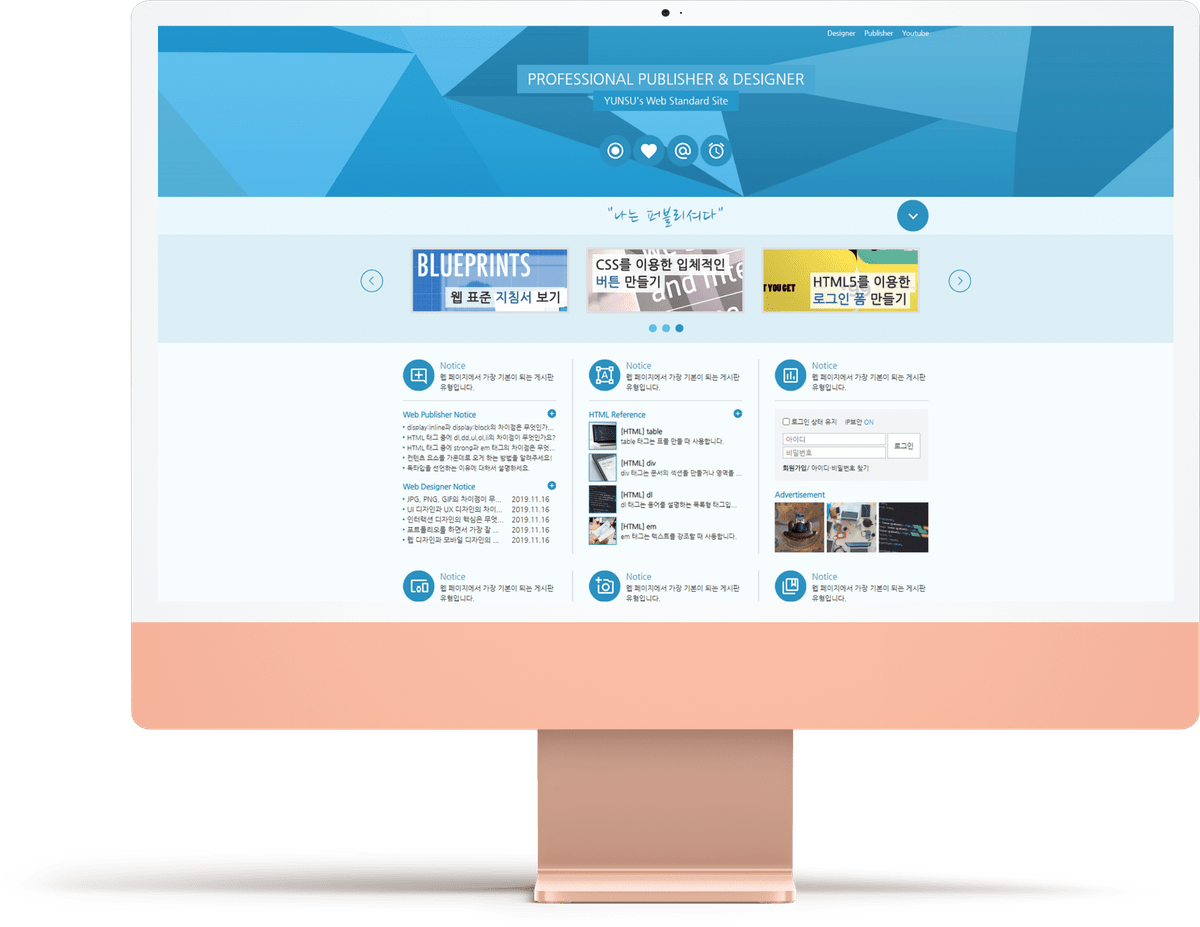 Designer Publisher Youtube
PROFESSIONAL PUBLISHER & DESIGNER
YUNSU's Web Standard Site
"나는 퍼블리셔다"
BLUEPRINTS
웹 표준 지침서 보기
CSS를 이용한 입체적인
버튼 만들기
and inte
T YOU GET
HTML5를 이용한
로그인 폼 만들기
Notice
웹 페이지에서 가장 기본이 되는 게시판
유형입니다.
Web Publisher Notice
display:inline과 display:block의 차이점은 무엇인가...
HTML 태그 중에 dl,dd,ul,ol,li의 차이점이 무엇인가요?
HTML 태그 중에 strong과 em 태그의 차이점은 무엇...
컨텐츠 요소를 가운데로 오게 하는 방법을 알려주세요!
독타입을 선언하는 이유에 대해서 설명하세요.
Web Designer Notice
JPG, PNG, GIF의 차이점이 무... 2019.11.16
UI 디자인과 UX 디자인의 차이... 2019.11.16
인터랙션 디자인의 핵심은 무엇... 2019.11.16
포트폴리오를 하면서 가장 잘 ... 2019.11.16
웹 디자인과 모바일 디자인의 ... 2019.11.16
Notice
웹 페이지에서 가장 기본이 되는 게시판
유형입니다.
HTML Reference
[HTML] table
table 태그는 표를 만들 때 사용합니다.
[HTML] div
div 태그는 문서의 섹션을 만들거나 영역을 ...
[HTML] dl
dl 태그는 용어를 설명하는 목록형 태그입...
[HTML] em
em 태그는 텍스트를 강조할 때 사용합니다.
Notice
웹 페이지에서 가장 기본이 되는 게시판
유형입니다.
로그인 상태 유지 IP보안 ON
아이디
비밀번호
로그인
회원가입/ 아이디·비밀번호 찾기
Advertisement
Notice
웹 페이지에서 가장 기본이 되는 게시판
유형입니다.
Notice
웹 페이지에서 가장 기본이 되는 게시판
유형입니다.
Notice
웹 페이지에서 가장 기본이 되는 게시판
유형입니다.